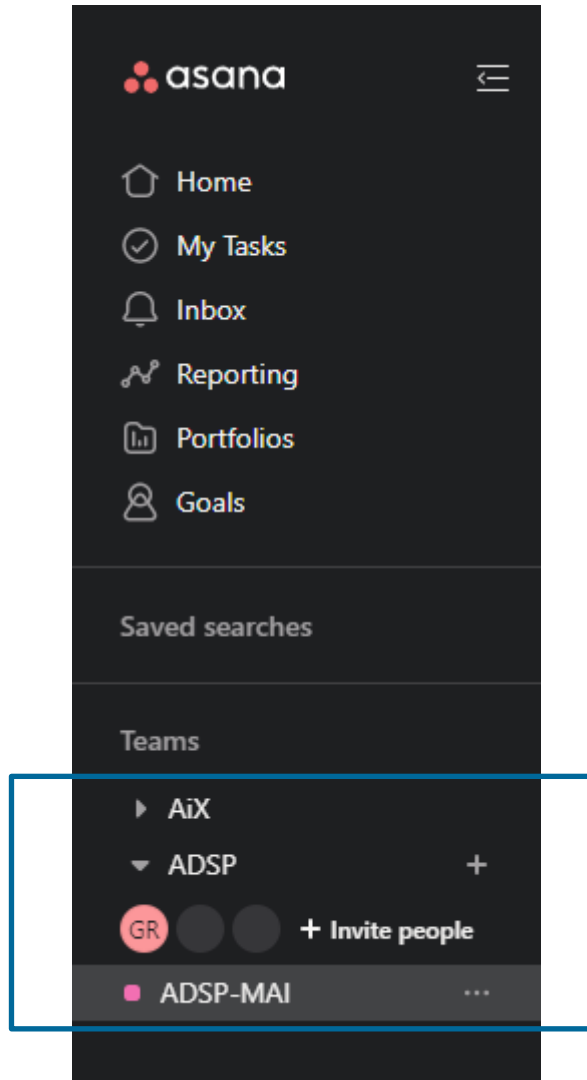 asana
Home
My Tasks
Inbox
Reporting
Portfolios
Goals
Saved searches
Teams
AiX
ADSP +
GR + Invite people
ADSP-MAI ...